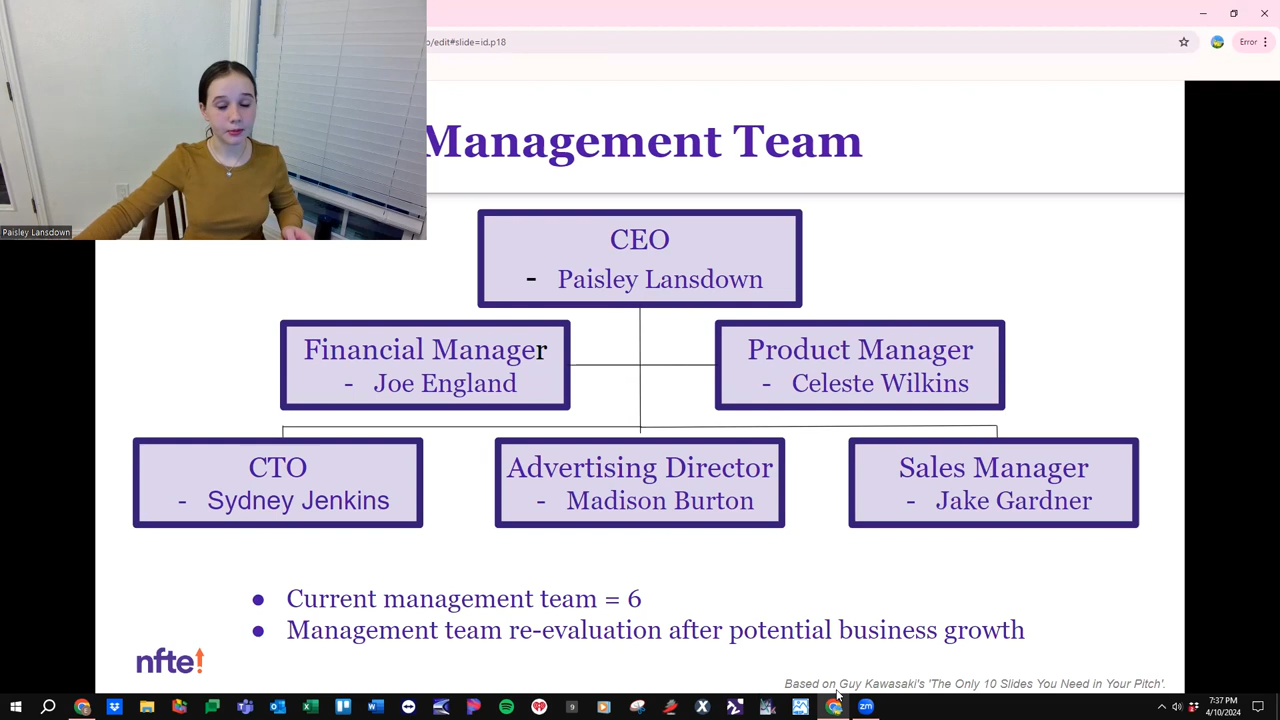 /edit#slide=id.p18
Error
Paisley Lansdown
Management Team
CEO
- Paisley Lansdown
Financial Manager
- Joe England
Product Manager
- Celeste Wilkins
CTO
- Sydney Jenkins
Advertising Director
- Madison Burton
Sales Manager
- Jake Gardner
● Current management team = 6
● Management team re-evaluation after potential business growth
nfte!
Based on Guy Kawasaki's 'The Only 10 Slides You Need in Your Pitch'.
zm
7:37 PM
4/10/2024